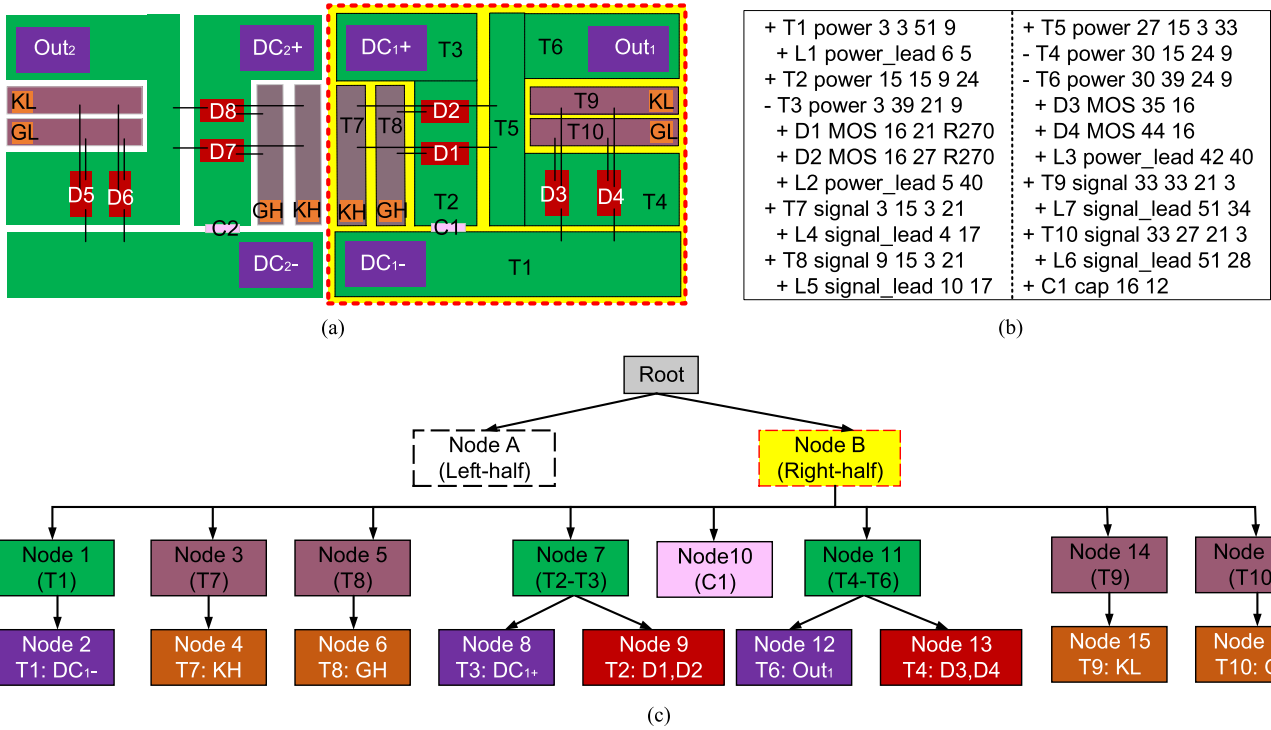 Out₂
DC₂+
DC₁+
T3
T6
Out₁
KL
GL
D8
D7
D5
D6
GH
KH
C2
DC₂-
T7
T8
D2
D1
T5
T9
KL
T10
GL
D3
D4
T2
T4
KH
GH
C1
DC₁-
T1
(a)
+ T1 power 3 3 51 9
+ L1 power_lead 6 5
+ T2 power 15 15 9 24
- T3 power 3 39 21 9
+ D1 MOS 16 21 R270
+ D2 MOS 16 27 R270
+ L2 power_lead 5 40
+ T7 signal 3 15 3 21
+ L4 signal_lead 4 17
+ T8 signal 9 15 3 21
+ L5 signal_lead 10 17
+ T5 power 27 15 3 33
- T4 power 30 15 24 9
- T6 power 30 39 24 9
+ D3 MOS 35 16
+ D4 MOS 44 16
+ L3 power_lead 42 40
+ T9 signal 33 33 21 3
+ L7 signal_lead 51 34
+ T10 signal 33 27 21 3
+ L6 signal_lead 51 28
+ C1 cap 16 12
(b)
Root
Node A
(Left-half)
Node B
(Right-half)
Node 1
(T1)
Node 3
(T7)
Node 5
(T8)
Node 7
(T2-T3)
Node10
(C1)
Node 11
(T4-T6)
Node 14
(T9)
Node
(T10
Node 2
T1: DC₁-
Node 4
T7: KH
Node 6
T8: GH
Node 8
T3: DC₁₊
Node 9
T2: D1,D2
Node 12
T6: Out₁
Node 13
T4: D3,D4
Node 15
T9: KL
Node
T10:
(c)